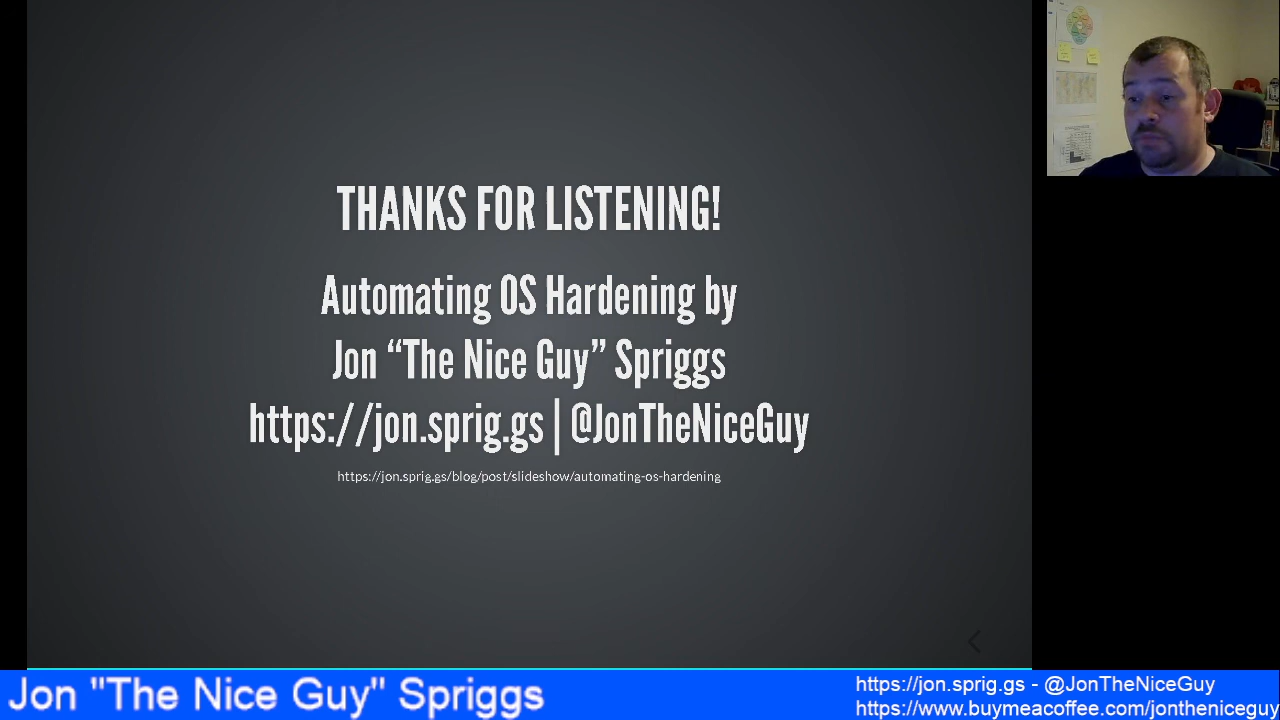 THANKS FOR LISTENING!
Automating OS Hardening by
Jon “The Nice Guy” Spriggs
https://jon.sprig.gs | @JonTheNiceGuy
https://jon.sprig.gs/blog/post/slideshow/automating-os-hardening
Jon "The Nice Guy" Spriggs
https://jon.sprig.gs - @JonTheNiceGuy
https://www.buymeacoffee.com/jontheniceguy